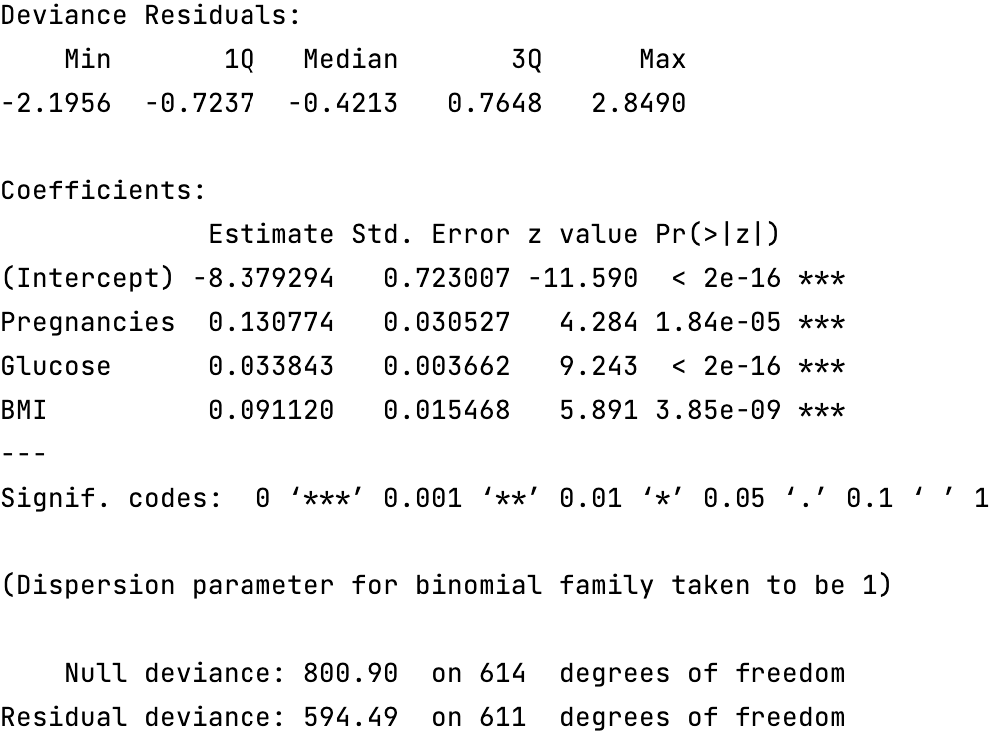 Deviance Residuals:
    Min       1Q   Median       3Q      Max
-2.1956  -0.7237  -0.4213   0.7648   2.8490

Coefficients:
             Estimate Std. Error z value Pr(>|z|)
(Intercept) -8.379294   0.723007 -11.590  < 2e-16 ***
Pregnancies  0.130774   0.030527   4.284 1.84e-05 ***
Glucose      0.033843   0.003662   9.243  < 2e-16 ***
BMI          0.091120   0.015468   5.891 3.85e-09 ***
---
Signif. codes:  0 ‘***’ 0.001 ‘**’ 0.01 ‘*’ 0.05 ‘.’ 0.1 ‘ ’ 1

(Dispersion parameter for binomial family taken to be 1)

    Null deviance: 800.90  on 614  degrees of freedom
Residual deviance: 594.49  on 611  degrees of freedom